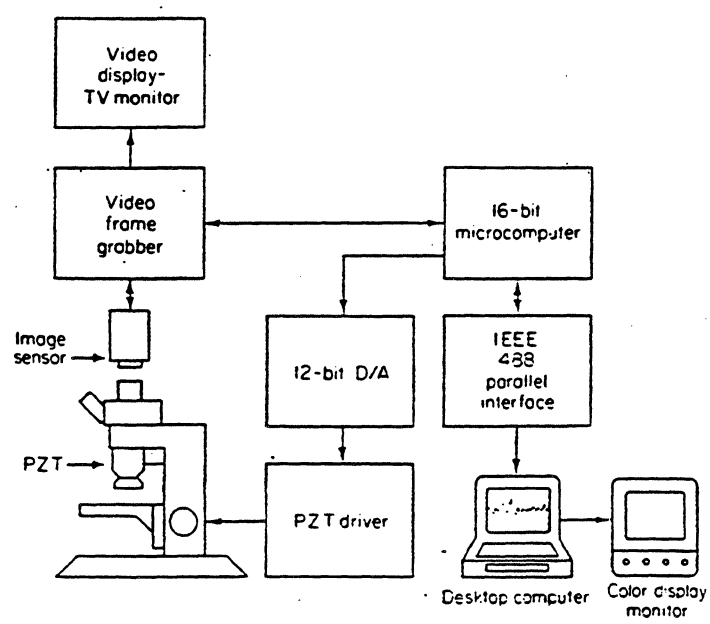 Video
display-
TV monitor
Video
frame
grabber
16-bit
microcomputer
Image
sensor
12-bit D/A
IEEE
488
parallel
interface
PZT
PZT driver
Desktop computer
Color display
monitor